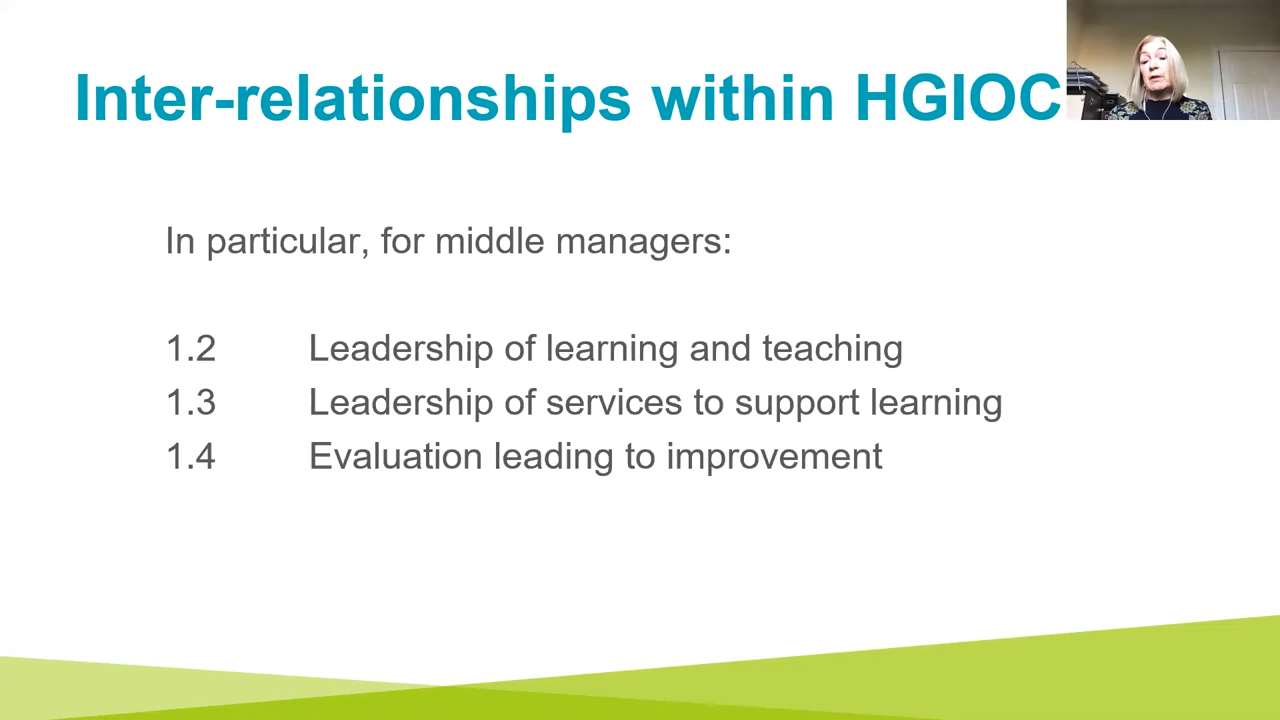 Inter-relationships within HGIOC
In particular, for middle managers:
1.2 Leadership of learning and teaching
1.3 Leadership of services to support learning
1.4 Evaluation leading to improvement